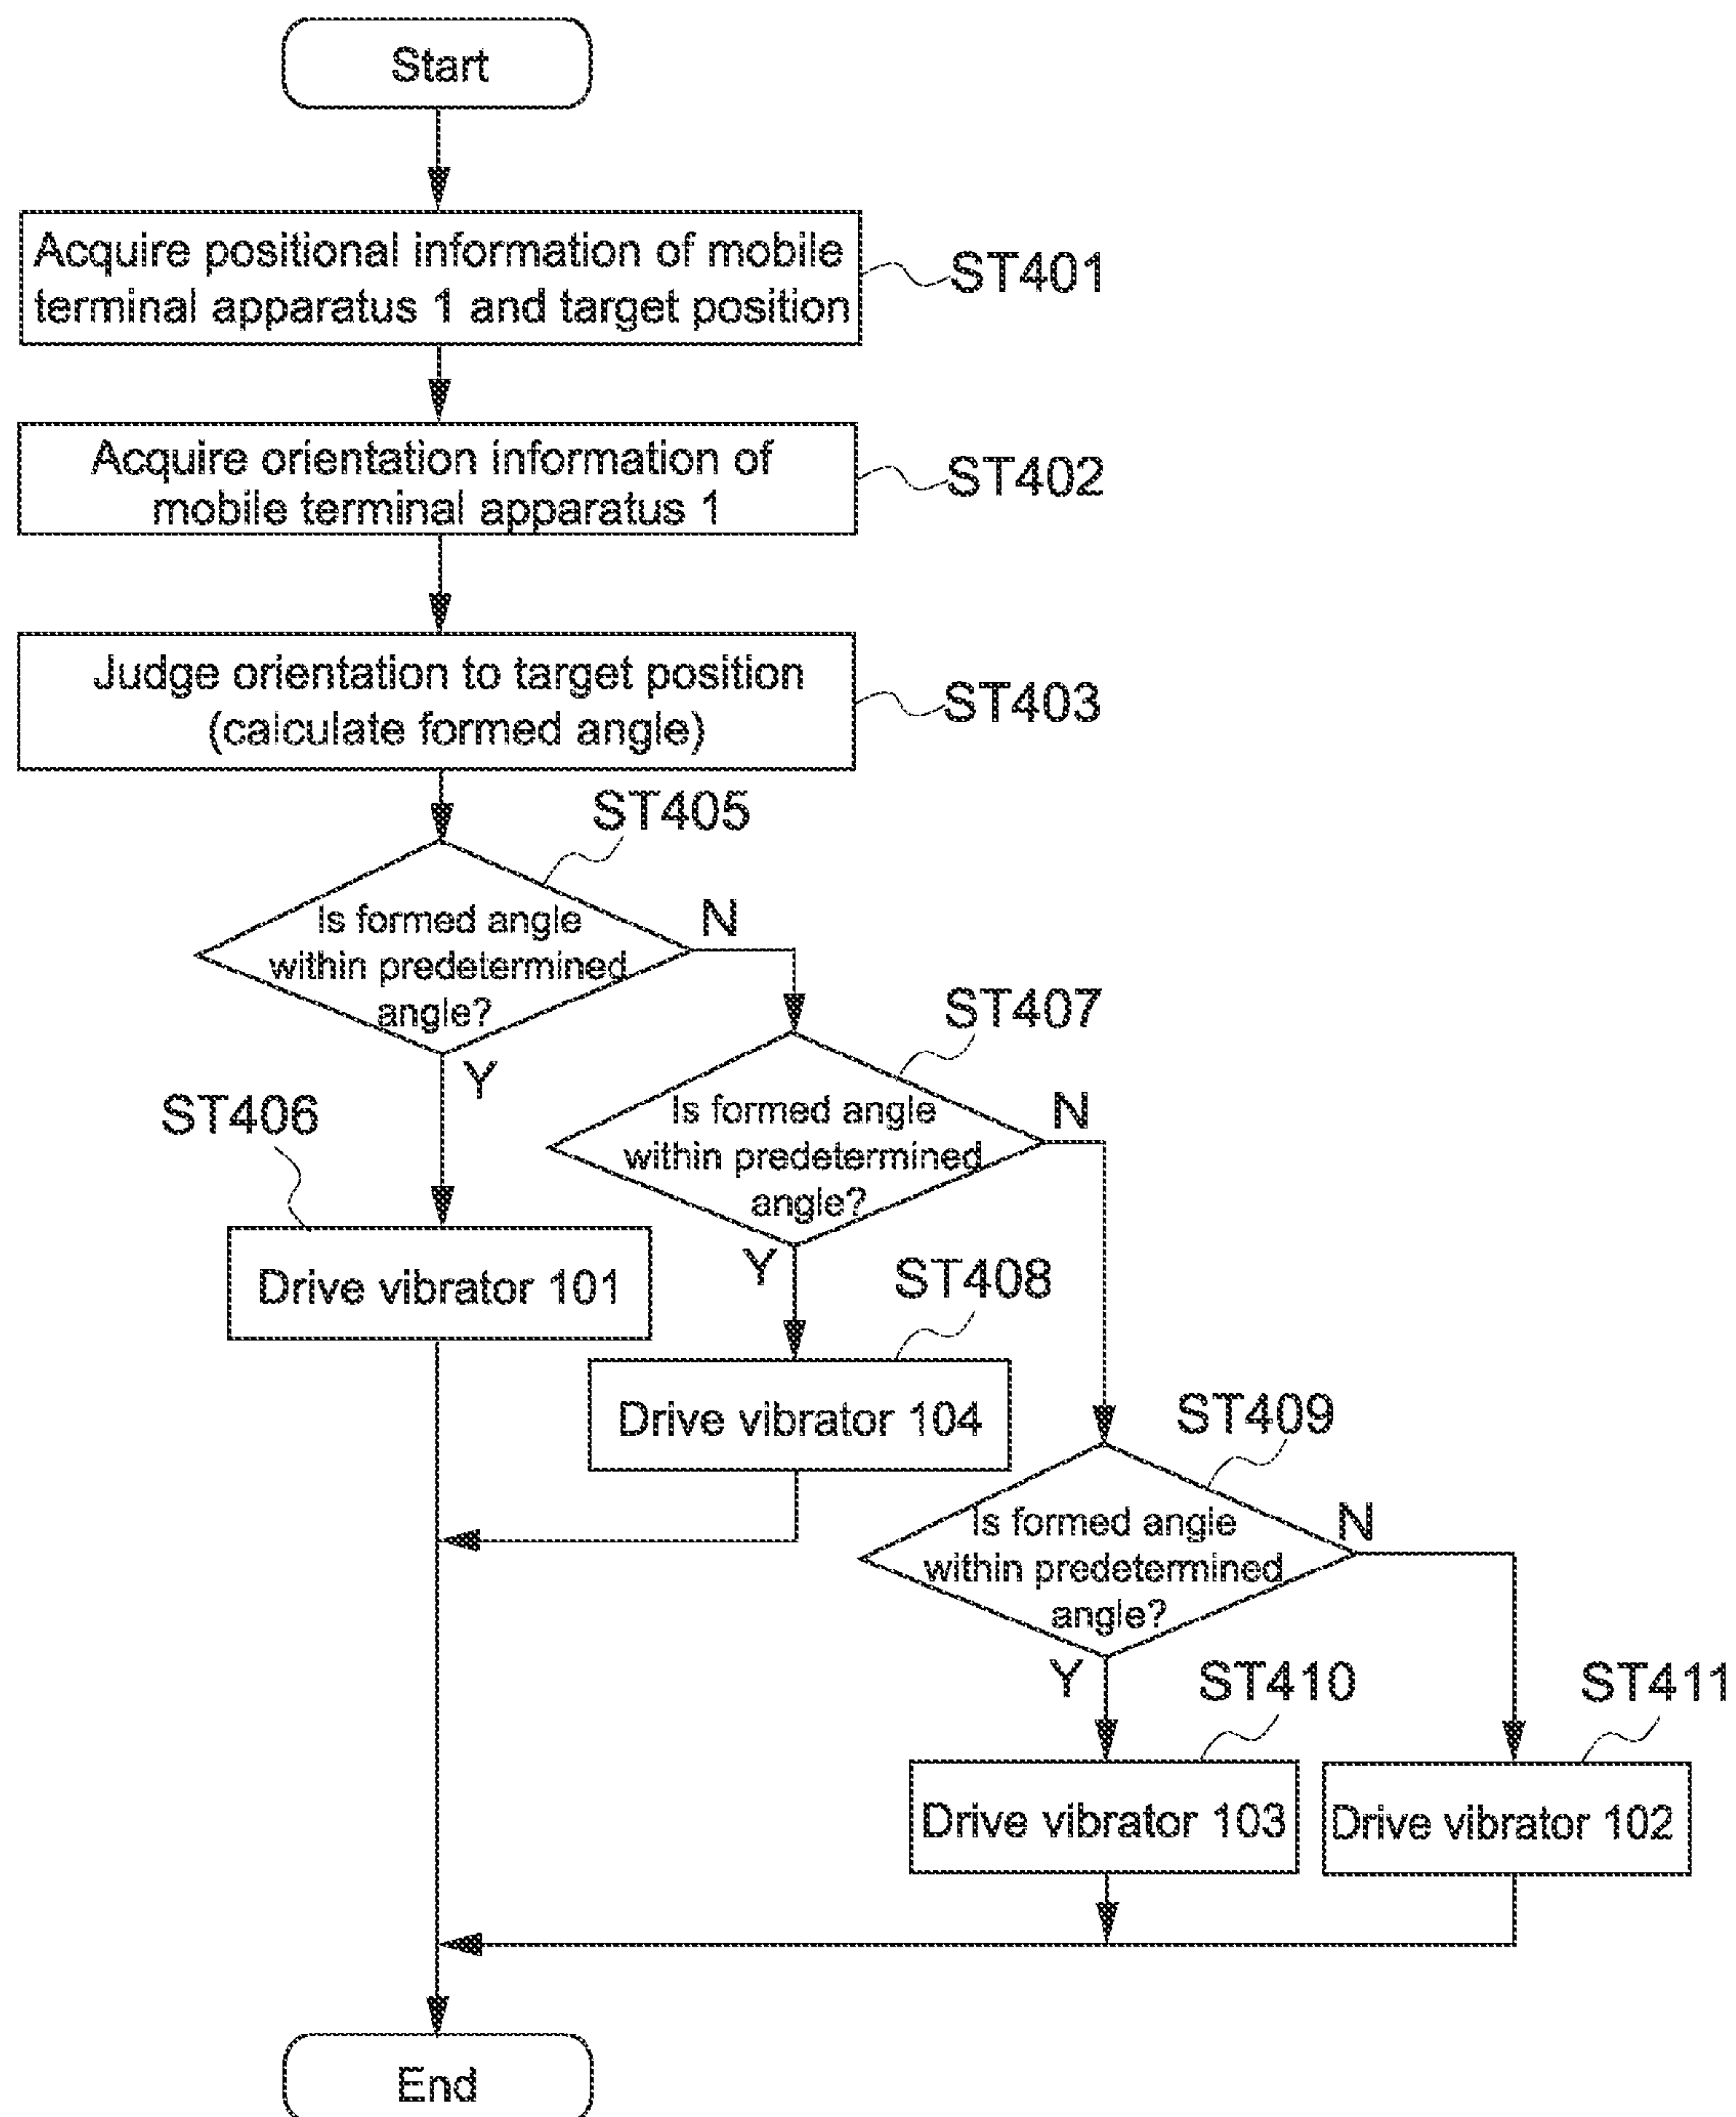 Start
Acquire positional information of mobile
terminal apparatus 1 and target position
ST401
Acquire orientation information of
mobile terminal apparatus 1
ST402
Judge orientation to target position
(calculate formed angle)
ST403
ST405
Is formed angle
within predetermined
angle?
N
Y
ST407
Is formed angle
within predetermined
angle?
N
Y
ST406
Drive vibrator 101
ST408
Drive vibrator 104
ST409
Is formed angle
within predetermined
angle?
N
Y
ST410
Drive vibrator 103
ST411
Drive vibrator 102
End